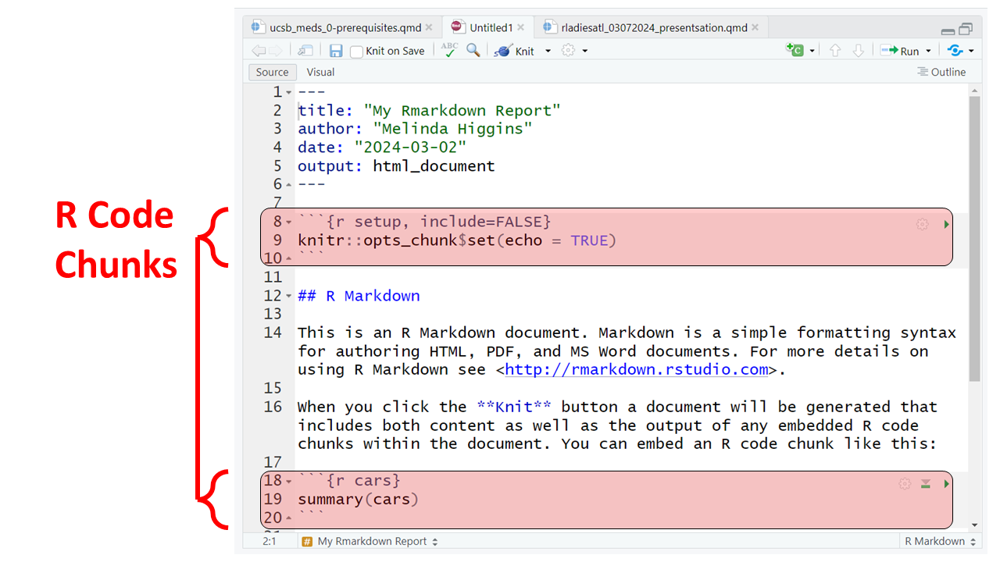 R Code
Chunks
ucsb_meds_0-prerequisites.qmd
Untitled1
rladiesatl_03072024_presentsation.qmd
Knit on Save
ABC
Knit
Run
Source
Visual
Outline
1 ---
2 title: "My Rmarkdown Report"
3 author: "Melinda Higgins"
4 date: "2024-03-02"
5 output: html_document
6 ---
7
8 ```{r setup, include=FALSE}
9 knitr::opts_chunk$set(echo = TRUE)
10 ```
11
12 ## R Markdown
13
14 This is an R Markdown document. Markdown is a simple formatting syntax
for authoring HTML, PDF, and MS Word documents. For more details on
using R Markdown see <http://rmarkdown.rstudio.com>.
15
16 When you click the **Knit** button a document will be generated that
includes both content as well as the output of any embedded R code
chunks within the document. You can embed an R code chunk like this:
17
18 ```{r cars}
19 summary(cars)
20 ```
2:1
# My Rmarkdown Report
R Markdown